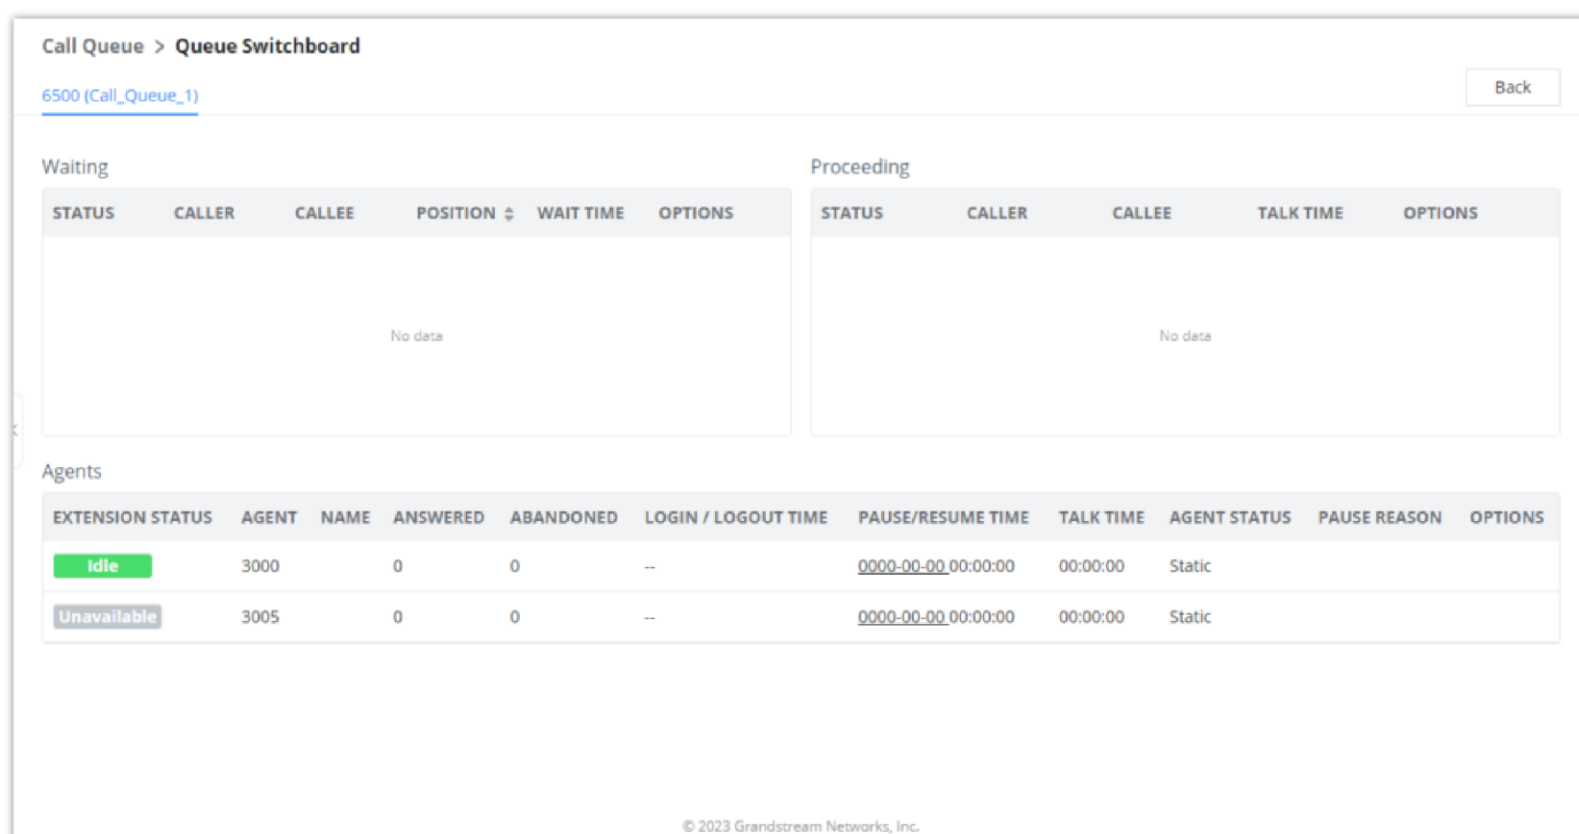 Call Queue > Queue Switchboard
6500 (Call_Queue_1)
Back
Waiting
STATUS CALLER CALLEE POSITION WAIT TIME OPTIONS
No data
Proceeding
STATUS CALLER CALLEE TALK TIME OPTIONS
No data
Agents
EXTENSION STATUS AGENT NAME ANSWERED ABANDONED LOGIN / LOGOUT TIME PAUSE/RESUME TIME TALK TIME AGENT STATUS PAUSE REASON OPTIONS
Idle 3000 0 0 -- 0000-00-00 00:00:00 00:00:00 Static
Unavailable 3005 0 0 -- 0000-00-00 00:00:00 00:00:00 Static
© 2023 Grandstream Networks, Inc.